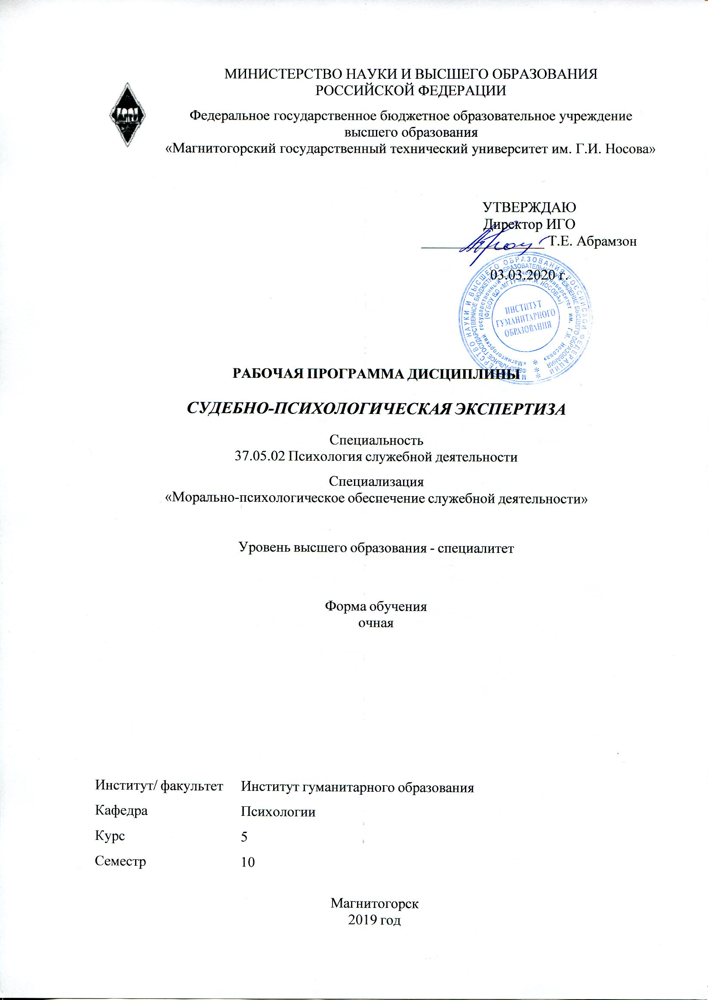 МИНИСТЕРСТВО НАУКИ И ВЫСШЕГО ОБРАЗОВАНИЯ
РОССИЙСКОЙ ФЕДЕРАЦИИ
Федеральное государственное бюджетное образовательное учреждение
высшего образования
«Магнитогорский государственный технический университет им. Г.И. Носова»
УТВЕРЖДАЮ
Директор ИГО
Т.Е. Абрамзон
03.03.2020 г.
МИНИСТЕРСТВО НАУКИ И ВЫСШЕГО ОБРАЗОВАНИЯ РОССИЙСКОЙ ФЕДЕРАЦИИ
ФЕДЕРАЛЬНОЕ ГОСУДАРСТВЕННОЕ БЮДЖЕТНОЕ ОБРАЗОВАТЕЛЬНОЕ УЧРЕЖДЕНИЕ ВЫСШЕГО ОБРАЗОВАНИЯ
«Магнитогорский государственный технический университет им. Г.И. Носова»
(ФГБОУ ВО «МГТУ им. Г.И. НОСОВА»)
ИНСТИТУТ
ГУМАНИТАРНОГО
ОБРАЗОВАНИЯ
РАБОЧАЯ ПРОГРАММА ДИСЦИПЛИНЫ
СУДЕБНО-ПСИХОЛОГИЧЕСКАЯ ЭКСПЕРТИЗА
Специальность
37.05.02 Психология служебной деятельности
Специализация
«Морально-психологическое обеспечение служебной деятельности»
Уровень высшего образования - специалитет
Форма обучения
очная
Институт/ факультет Институт гуманитарного образования
Кафедра Психологии
Курс 5
Семестр 10
Магнитогорск
2019 год